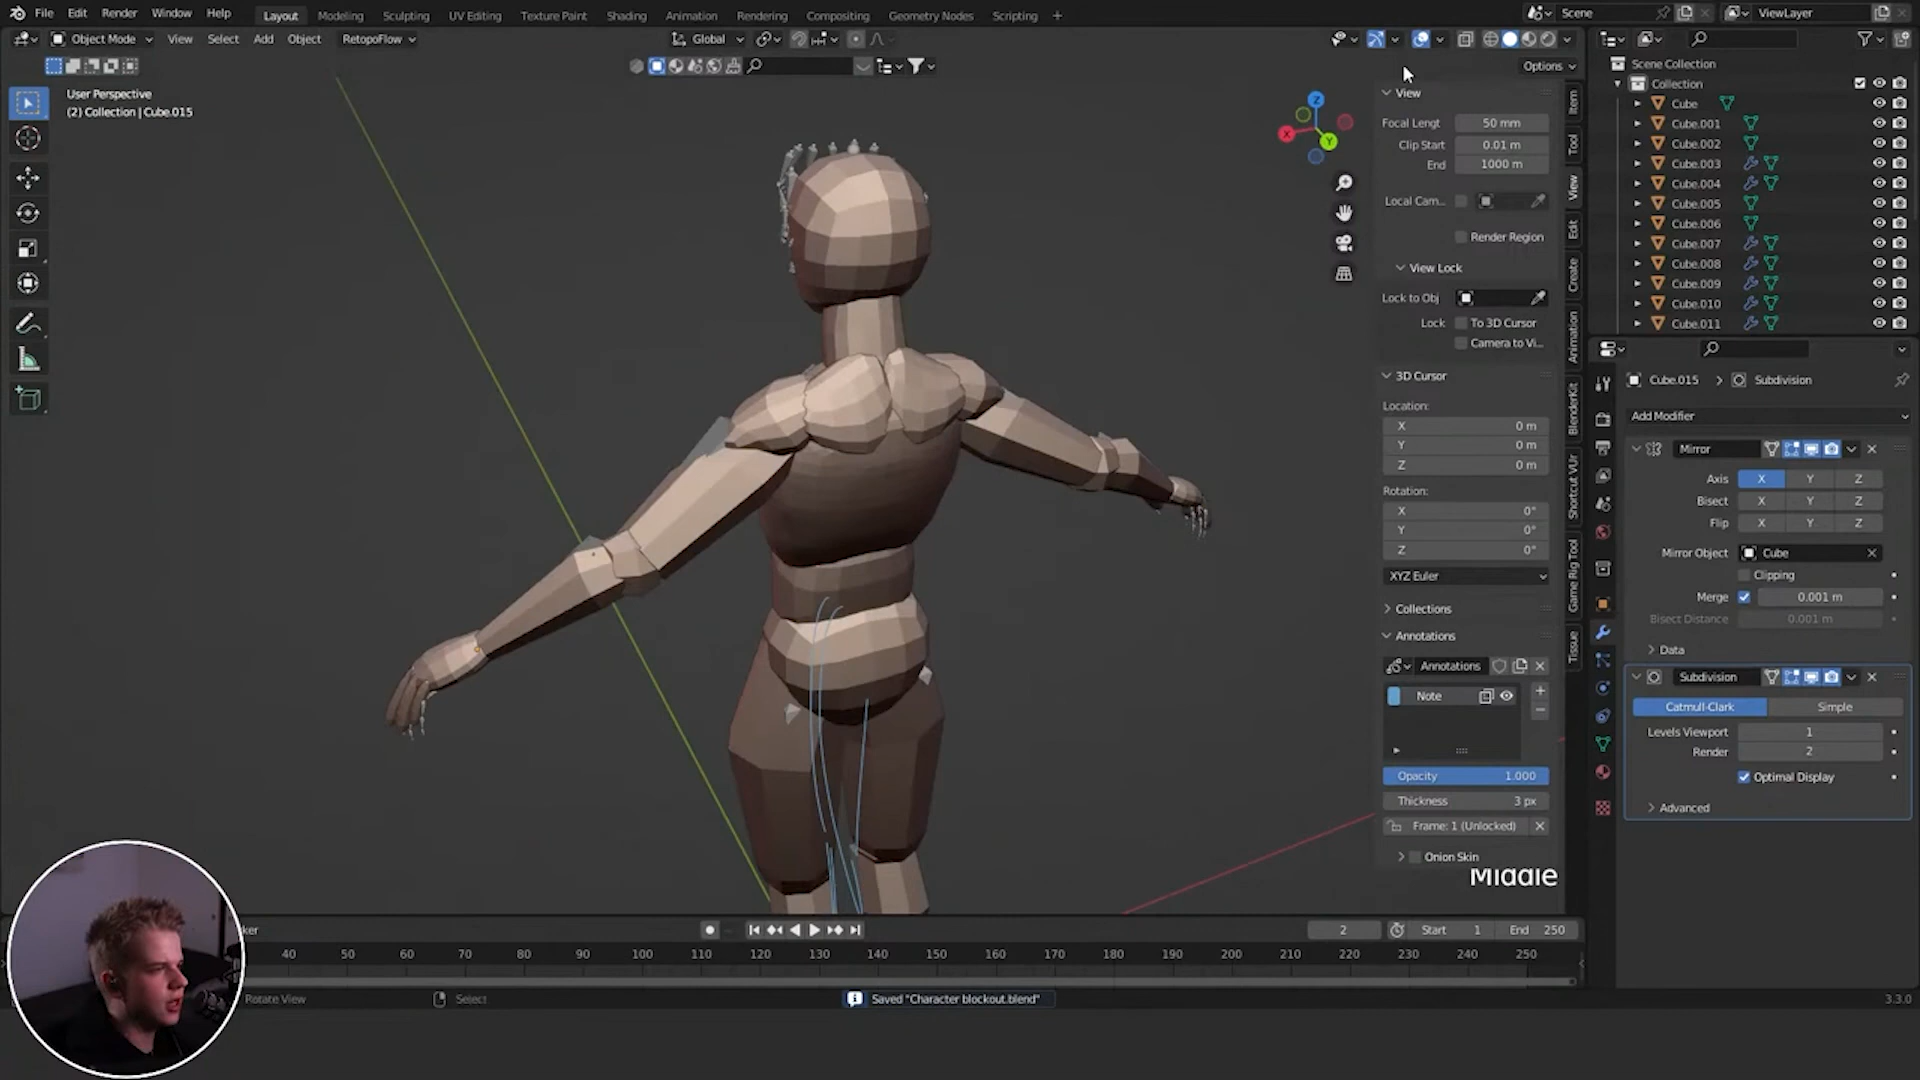 File Edit Render Window Help Layout Modeling Sculpting UV Editing Texture Paint Shading Animation Rendering Compositing Geometry Nodes Scripting + Scene ViewLayer
Object Mode View Select Add Object RetopoFlow Global
Options
User Perspective
(2) Collection | Cube.015
View
Focal Lengt 50 mm
Clip Start 0.01 m
End 1000 m
Local Cam...
Render Region
View Lock
Lock to Obj
Lock To 3D Cursor
Camera to Vi...
3D Cursor
Location:
X 0 m
Y 0 m
Z 0 m
Rotation:
X 0°
Y 0°
Z 0°
XYZ Euler
Collections
Annotations
Annotations
Note
Opacity 1.000
Thickness 3 px
Frame: 1 (Unlocked)
Onion Skin
Middle
Z
X
Y
Item
Tool
View
Edit
Create
Animation
BlenderKit
Shortcut VUr
Game Rig Tool
Tissue
Scene Collection
Collection
Cube
Cube.001
Cube.002
Cube.003
Cube.004
Cube.005
Cube.006
Cube.007
Cube.008
Cube.009
Cube.010
Cube.011
Cube.015 > Subdivision
Add Modifier
Mirror
Axis X Y Z
Bisect X Y Z
Flip X Y Z
Mirror Object Cube
Clipping
Merge 0.001 m
Bisect Distance 0.001 m
Data
Subdivision
Catmull-Clark Simple
Levels Viewport 1
Render 2
Optimal Display
Advanced
ker 2 Start 1 End 250
40 50 60 70 80 90 100 110 120 130 140 150 160 170 180 190 200 210 220 230 240 250
Rotate View Select Saved "Character blockout.blend" 3.3.0